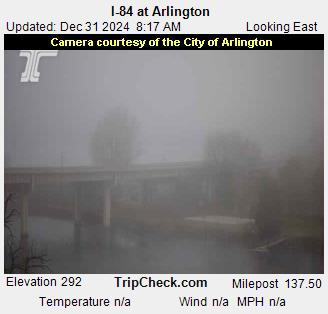 I-84 at Arlington
Updated: Dec 31 2024 8:17 AM Looking East
Camera courtesy of the City of Arlington
Elevation 292 TripCheck.com Milepost 137.50
Temperature n/a Wind n/a MPH n/a